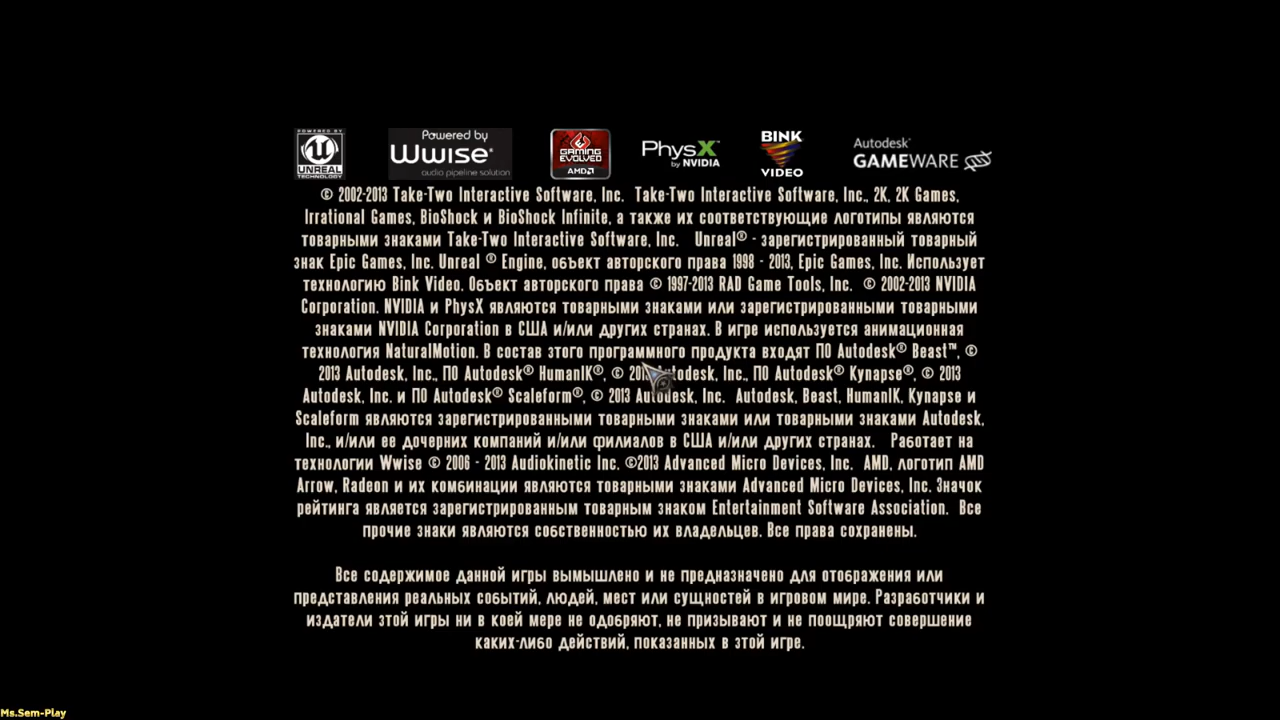 POWERED BY
UNREAL
TECHNOLOGY
Powered by
Wwise®
audio pipeline solution
GAMING
EVOLVED
AMD
PhysX
by NVIDIA
BINK
VIDEO
Autodesk®
GAMEWARE
© 2002-2013 Take-Two Interactive Software, Inc. Take-Two Interactive Software, Inc., 2K, 2K Games,
Irrational Games, BioShock и BioShock Infinite, а также их соответствующие логотипы являются
товарными знаками Take-Two Interactive Software, Inc. Unreal® - зарегистрированный товарный
знак Epic Games, Inc. Unreal ® Engine, объект авторского права 1998 - 2013, Epic Games, Inc. Использует
технологию Bink Video. Объект авторского права © 1997-2013 RAD Game Tools, Inc. © 2002-2013 NVIDIA
Corporation. NVIDIA и PhysX являются товарными знаками или зарегистрированными товарными
знаками NVIDIA Corporation в США и/или других странах. В игре используется анимационная
технология NaturalMotion. В состав этого программного продукта входят ПО Autodesk® Beast™, ©
2013 Autodesk, Inc., ПО Autodesk® HumanIK®, © 2013 Autodesk, Inc., ПО Autodesk® Kynapse®, © 2013
Autodesk, Inc. и ПО Autodesk® Scaleform®, © 2013 Autodesk, Inc. Autodesk, Beast, HumanIK, Kynapse и
Scaleform являются зарегистрированными товарными знаками или товарными знаками Autodesk,
Inc., и/или ее дочерних компаний и/или филиалов в США и/или других странах. Работает на
технологии Wwise © 2006 - 2013 Audiokinetic Inc. ©2013 Advanced Micro Devices, Inc. AMD, логотип AMD
Arrow, Radeon и их комбинации являются товарными знаками Advanced Micro Devices, Inc. Значок
рейтинга является зарегистрированным товарным знаком Entertainment Software Association. Все
прочие знаки являются собственностью их владельцев. Все права сохранены.
Все содержимое данной игры вымышлено и не предназначено для отображения или
представления реальных событий, людей, мест или сущностей в игровом мире. Разработчики и
издатели этой игры ни в коей мере не одобряют, не призывают и не поощряют совершение
каких-либо действий, показанных в этой игре.
Ms.Sem-Play